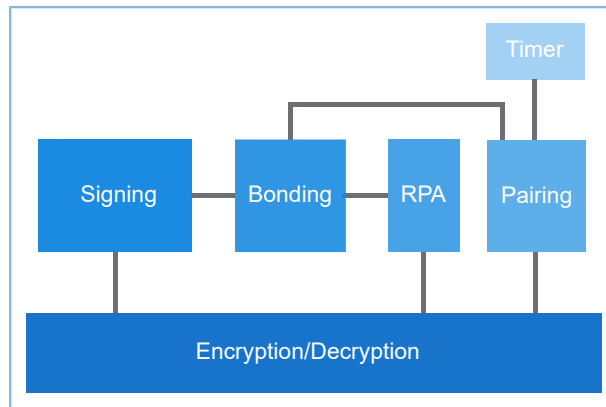 Timer
Signing
Bonding
RPA
Pairing
Encryption/Decryption